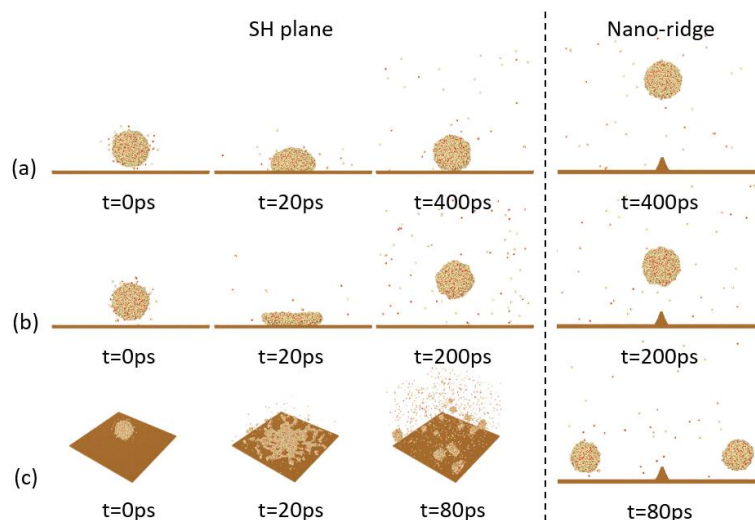 SH plane
Nano-ridge
(a)
t=0ps
t=20ps
t=400ps
t=400ps
(b)
t=0ps
t=20ps
t=200ps
t=200ps
(c)
t=0ps
t=20ps
t=80ps
t=80ps